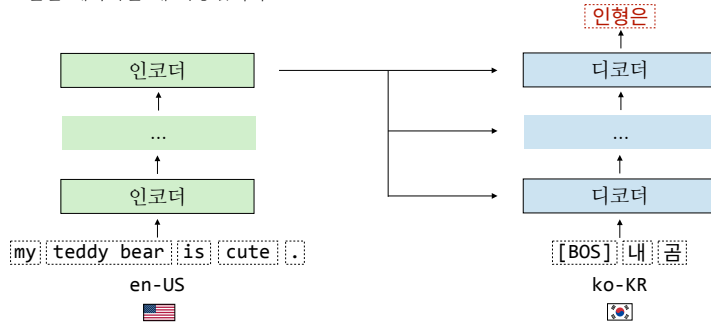 인형은
인코더
디코더
...
...
인코더
디코더
my teddy bear is cute .
[BOS] 내 곰
en-US
ko-KR